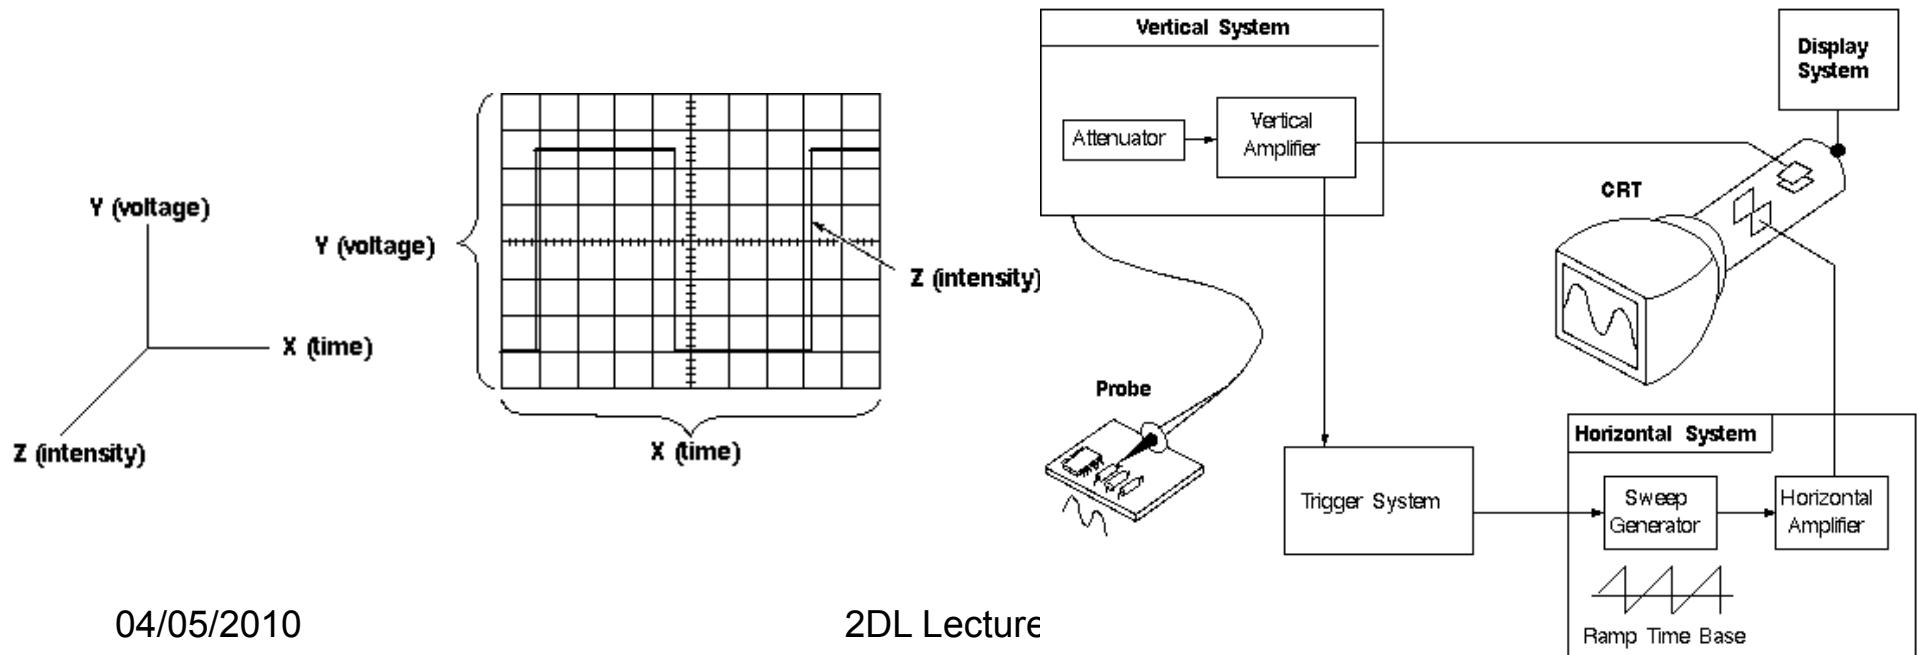 Y (voltage)
X (time)
Z (intensity)
Y (voltage)
Z (intensity)
X (time)
Vertical System
Attenuator
Vertical
Amplifier
Display
System
CRT
Probe
Trigger System
Horizontal System
Sweep
Generator
Horizontal
Amplifier
Ramp Time Base
04/05/2010
2DL Lecture